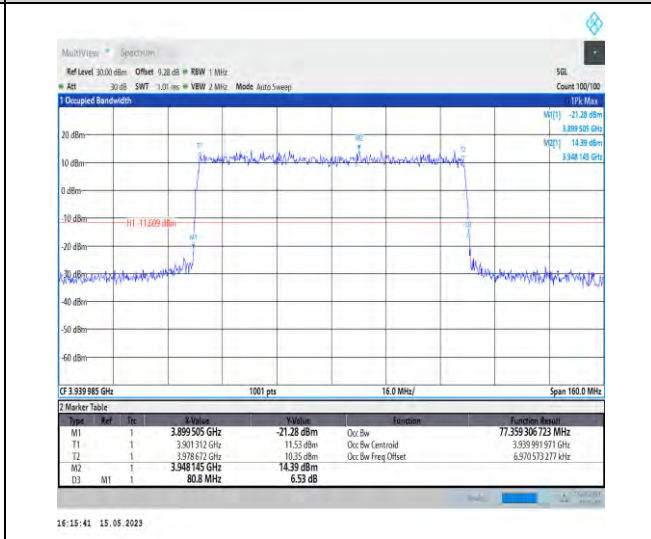 MultiView Spectrum
Ref Level 30.00 dBm Offset 9.28 dB RBW 1 MHz SGL
Att 30 dB SWT 1.01 ms VBW 2 MHz Mode Auto Sweep Count 100/100
1 Occupied Bandwidth 1Pk Max
M1[1] -21.28 dBm
3.899 505 GHz
M2[1] 14.39 dBm
3.948 145 GHz
20 dBm
T1 M2 T2
10 dBm
0 dBm
-10 dBm
H1 -11.609 dBm
M1
-20 dBm
-30 dBm
-40 dBm
-50 dBm
-60 dBm
CF 3.939 985 GHz 1001 pts 16.0 MHz/ Span 160.0 MHz
2 Marker Table
Type Ref Trc X-Value Y-Value Function Function Result
M1 1 3.899 505 GHz -21.28 dBm Occ Bw 77.359 306 723 MHz
T1 1 3.901 312 GHz 11.53 dBm Occ Bw Centroid 3.939 991 971 GHz
T2 1 3.978 672 GHz 10.35 dBm Occ Bw Freq Offset 6.970 573 277 kHz
M2 1 3.948 145 GHz 14.39 dBm
D3 M1 1 80.8 MHz 6.53 dB
16:15:41 15.05.2023